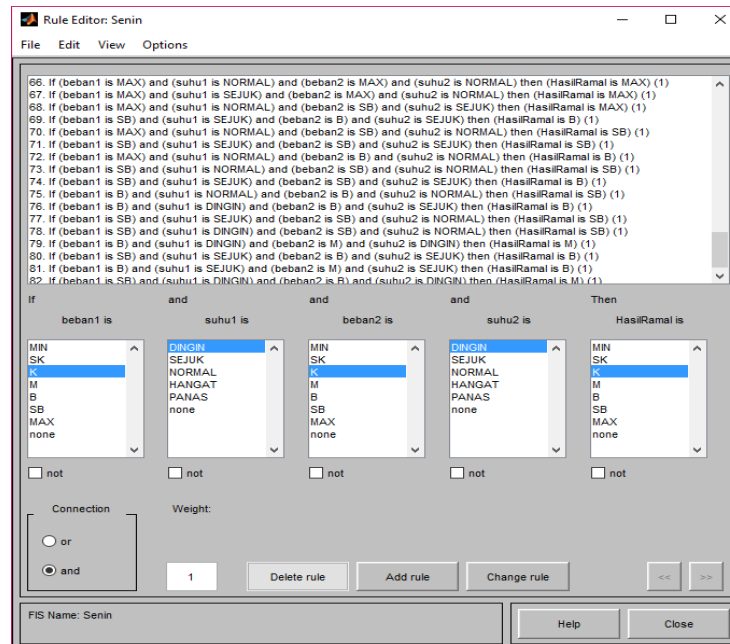 Rule Editor: Senin
File Edit View Options
66. If (beban1 is MAX) and (suhu1 is NORMAL) and (beban2 is MAX) and (suhu2 is NORMAL) then (HasilRamal is MAX) (1)
67. If (beban1 is MAX) and (suhu1 is SEJUK) and (beban2 is MAX) and (suhu2 is NORMAL) then (HasilRamal is MAX) (1)
68. If (beban1 is MAX) and (suhu1 is NORMAL) and (beban2 is SB) and (suhu2 is SEJUK) then (HasilRamal is MAX) (1)
69. If (beban1 is SB) and (suhu1 is SEJUK) and (beban2 is B) and (suhu2 is SEJUK) then (HasilRamal is B) (1)
70. If (beban1 is MAX) and (suhu1 is NORMAL) and (beban2 is SB) and (suhu2 is NORMAL) then (HasilRamal is SB) (1)
71. If (beban1 is SB) and (suhu1 is SEJUK) and (beban2 is SB) and (suhu2 is SEJUK) then (HasilRamal is SB) (1)
72. If (beban1 is MAX) and (suhu1 is NORMAL) and (beban2 is B) and (suhu2 is NORMAL) then (HasilRamal is B) (1)
73. If (beban1 is SB) and (suhu1 is NORMAL) and (beban2 is SB) and (suhu2 is NORMAL) then (HasilRamal is SB) (1)
74. If (beban1 is SB) and (suhu1 is SEJUK) and (beban2 is SB) and (suhu2 is SEJUK) then (HasilRamal is B) (1)
75. If (beban1 is B) and (suhu1 is NORMAL) and (beban2 is B) and (suhu2 is NORMAL) then (HasilRamal is B) (1)
76. If (beban1 is B) and (suhu1 is DINGIN) and (beban2 is B) and (suhu2 is SEJUK) then (HasilRamal is B) (1)
77. If (beban1 is SB) and (suhu1 is SEJUK) and (beban2 is SB) and (suhu2 is NORMAL) then (HasilRamal is SB) (1)
78. If (beban1 is SB) and (suhu1 is DINGIN) and (beban2 is SB) and (suhu2 is NORMAL) then (HasilRamal is SB) (1)
79. If (beban1 is B) and (suhu1 is DINGIN) and (beban2 is M) and (suhu2 is DINGIN) then (HasilRamal is M) (1)
80. If (beban1 is SB) and (suhu1 is SEJUK) and (beban2 is B) and (suhu2 is SEJUK) then (HasilRamal is B) (1)
81. If (beban1 is B) and (suhu1 is SEJUK) and (beban2 is M) and (suhu2 is SEJUK) then (HasilRamal is B) (1)
82. If (beban1 is SB) and (suhu1 is DINGIN) and (beban2 is B) and (suhu2 is DINGIN) then (HasilRamal is M) (1)
If and and and Then
beban1 is suhu1 is beban2 is suhu2 is HasilRamal is
MIN DINGIN MIN DINGIN MIN
SK SEJUK SK SEJUK SK
K NORMAL K NORMAL K
M HANGAT M HANGAT M
B PANAS B PANAS B
SB none SB none SB
MAX MAX MAX
none none none
not not not not not
Connection Weight:
or
and 1 Delete rule Add rule Change rule << >>
FIS Name: Senin Help Close